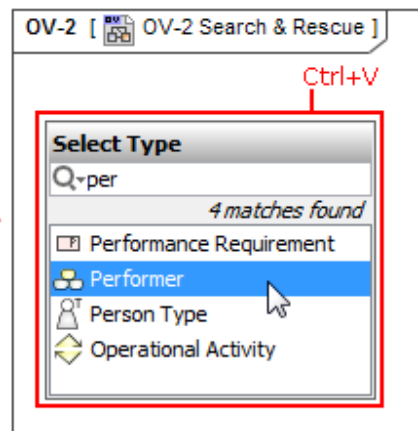 OV-2 [ OV-2 Search & Rescue ]
Ctrl+V
Select Type
per
4 matches found
Performance Requirement
Performer
Person Type
Operational Activity